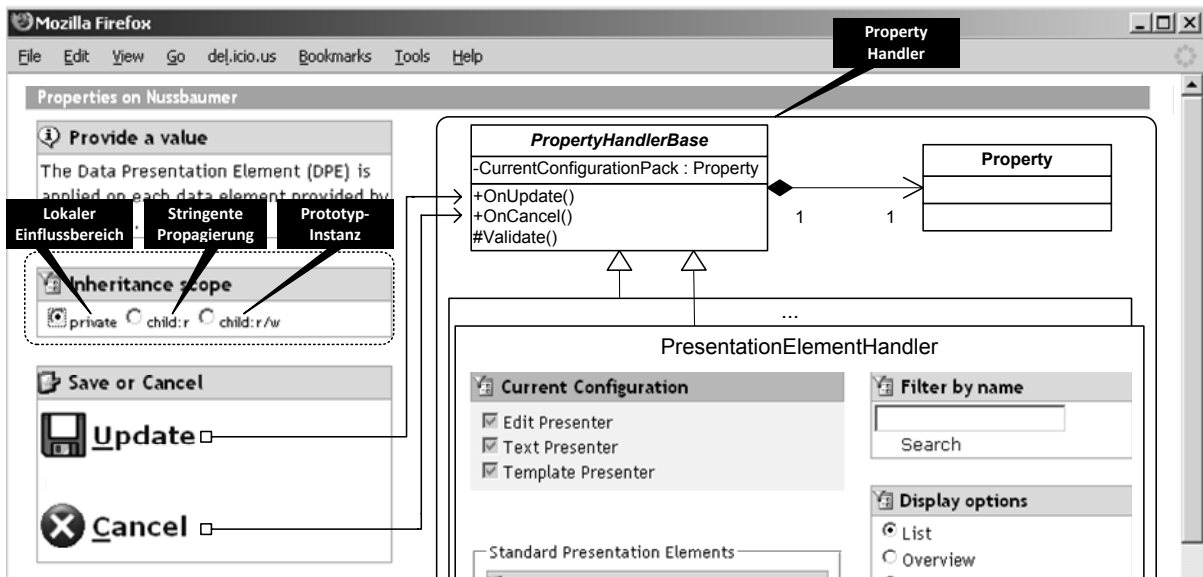 Mozilla Firefox
Property
Handler
File Edit View Go del.icio.us Bookmarks Tools Help
Properties on Nussbaumer
Provide a value
The Data Presentation Element (DPE) is
applied on each data element provided by
Lokaler
Einflussbereich
Stringente
Propagierung
Prototyp-
Instanz
Inheritance scope
private child:r child:r/w
Save or Cancel
Update
Cancel
PropertyHandlerBase
-CurrentConfigurationPack : Property
+OnUpdate()
+OnCancel()
#Validate()
1 1
Property
...
PresentationElementHandler
Current Configuration
Edit Presenter
Text Presenter
Template Presenter
Standard Presentation Elements
Filter by name
Search
Display options
List
Overview